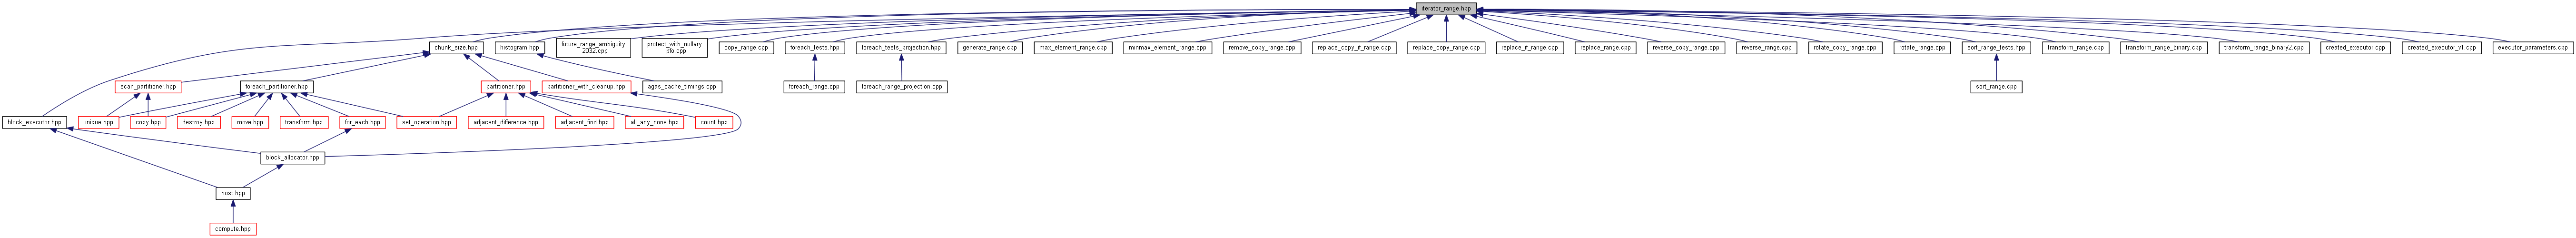 iterator_range.hpp
chunk_size.hpp
histogram.hpp
future_range_ambiguity
_2032.cpp
protect_with_nullary
_pfo.cpp
copy_range.cpp
foreach_tests.hpp
foreach_tests_projection.hpp
generate_range.cpp
max_element_range.cpp
minmax_element_range.cpp
remove_copy_range.cpp
replace_copy_if_range.cpp
replace_copy_range.cpp
replace_if_range.cpp
replace_range.cpp
reverse_copy_range.cpp
reverse_range.cpp
rotate_copy_range.cpp
rotate_range.cpp
sort_range_tests.hpp
transform_range.cpp
transform_range_binary.cpp
transform_range_binary2.cpp
created_executor.cpp
created_executor_v1.cpp
executor_parameters.cpp
scan_partitioner.hpp
foreach_partitioner.hpp
partitioner.hpp
partitioner_with_cleanup.hpp
agas_cache_timings.cpp
foreach_range.cpp
foreach_range_projection.cpp
sort_range.cpp
block_executor.hpp
unique.hpp
copy.hpp
destroy.hpp
move.hpp
transform.hpp
for_each.hpp
set_operation.hpp
adjacent_difference.hpp
adjacent_find.hpp
all_any_none.hpp
count.hpp
block_allocator.hpp
host.hpp
compute.hpp